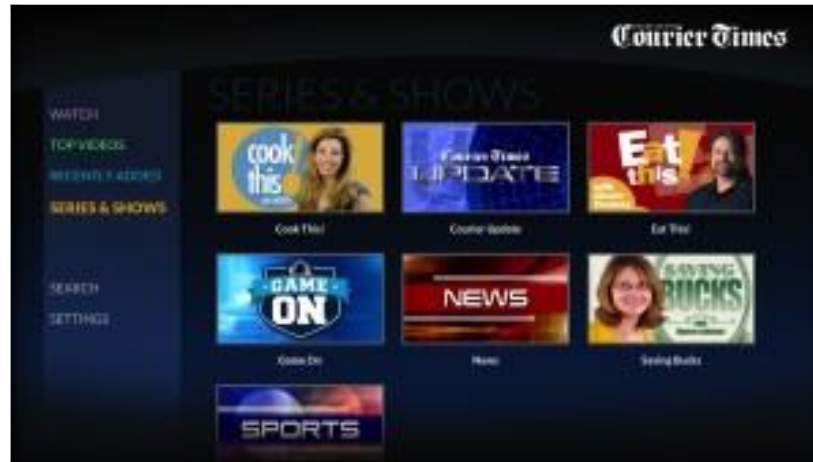 Courier Times
SERIES & SHOWS
WATCH
TOP VIDEOS
RECENTLY ADDED
SERIES & SHOWS
SEARCH
SETTINGS
cook
this!
Courier Times
UPDATE
Eat
this!
Cook This!
Courier Update
Eat This!
GAME
ON
NEWS
SAVING
BUCKS
Game On
News
Saving Bucks
SPORTS